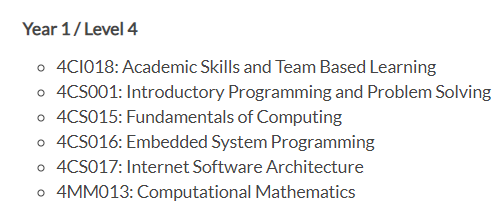 Year 1 / Level 4
4CI018: Academic Skills and Team Based Learning
4CS001: Introductory Programming and Problem Solving
4CS015: Fundamentals of Computing
4CS016: Embedded System Programming
4CS017: Internet Software Architecture
4MM013: Computational Mathematics